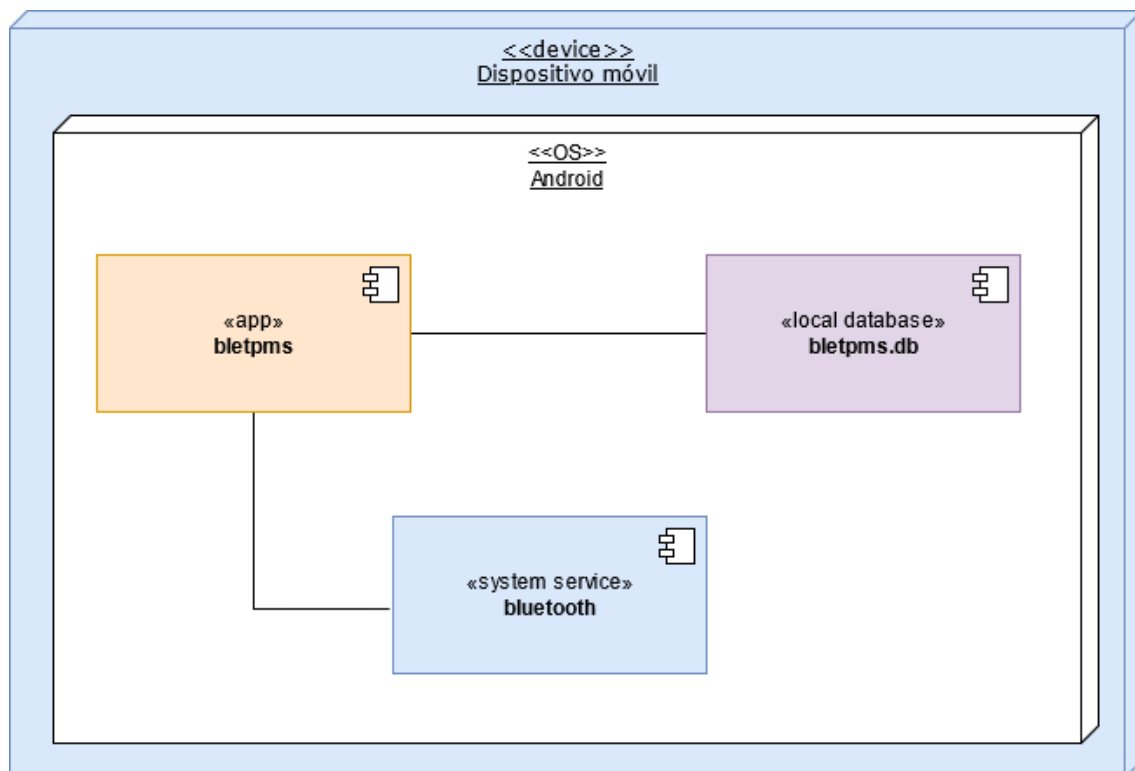 <<device>>
Dispositivo móvil
<<OS>>
Android
«app»
bletpms
«local database»
bletpms.db
«system service»
bluetooth